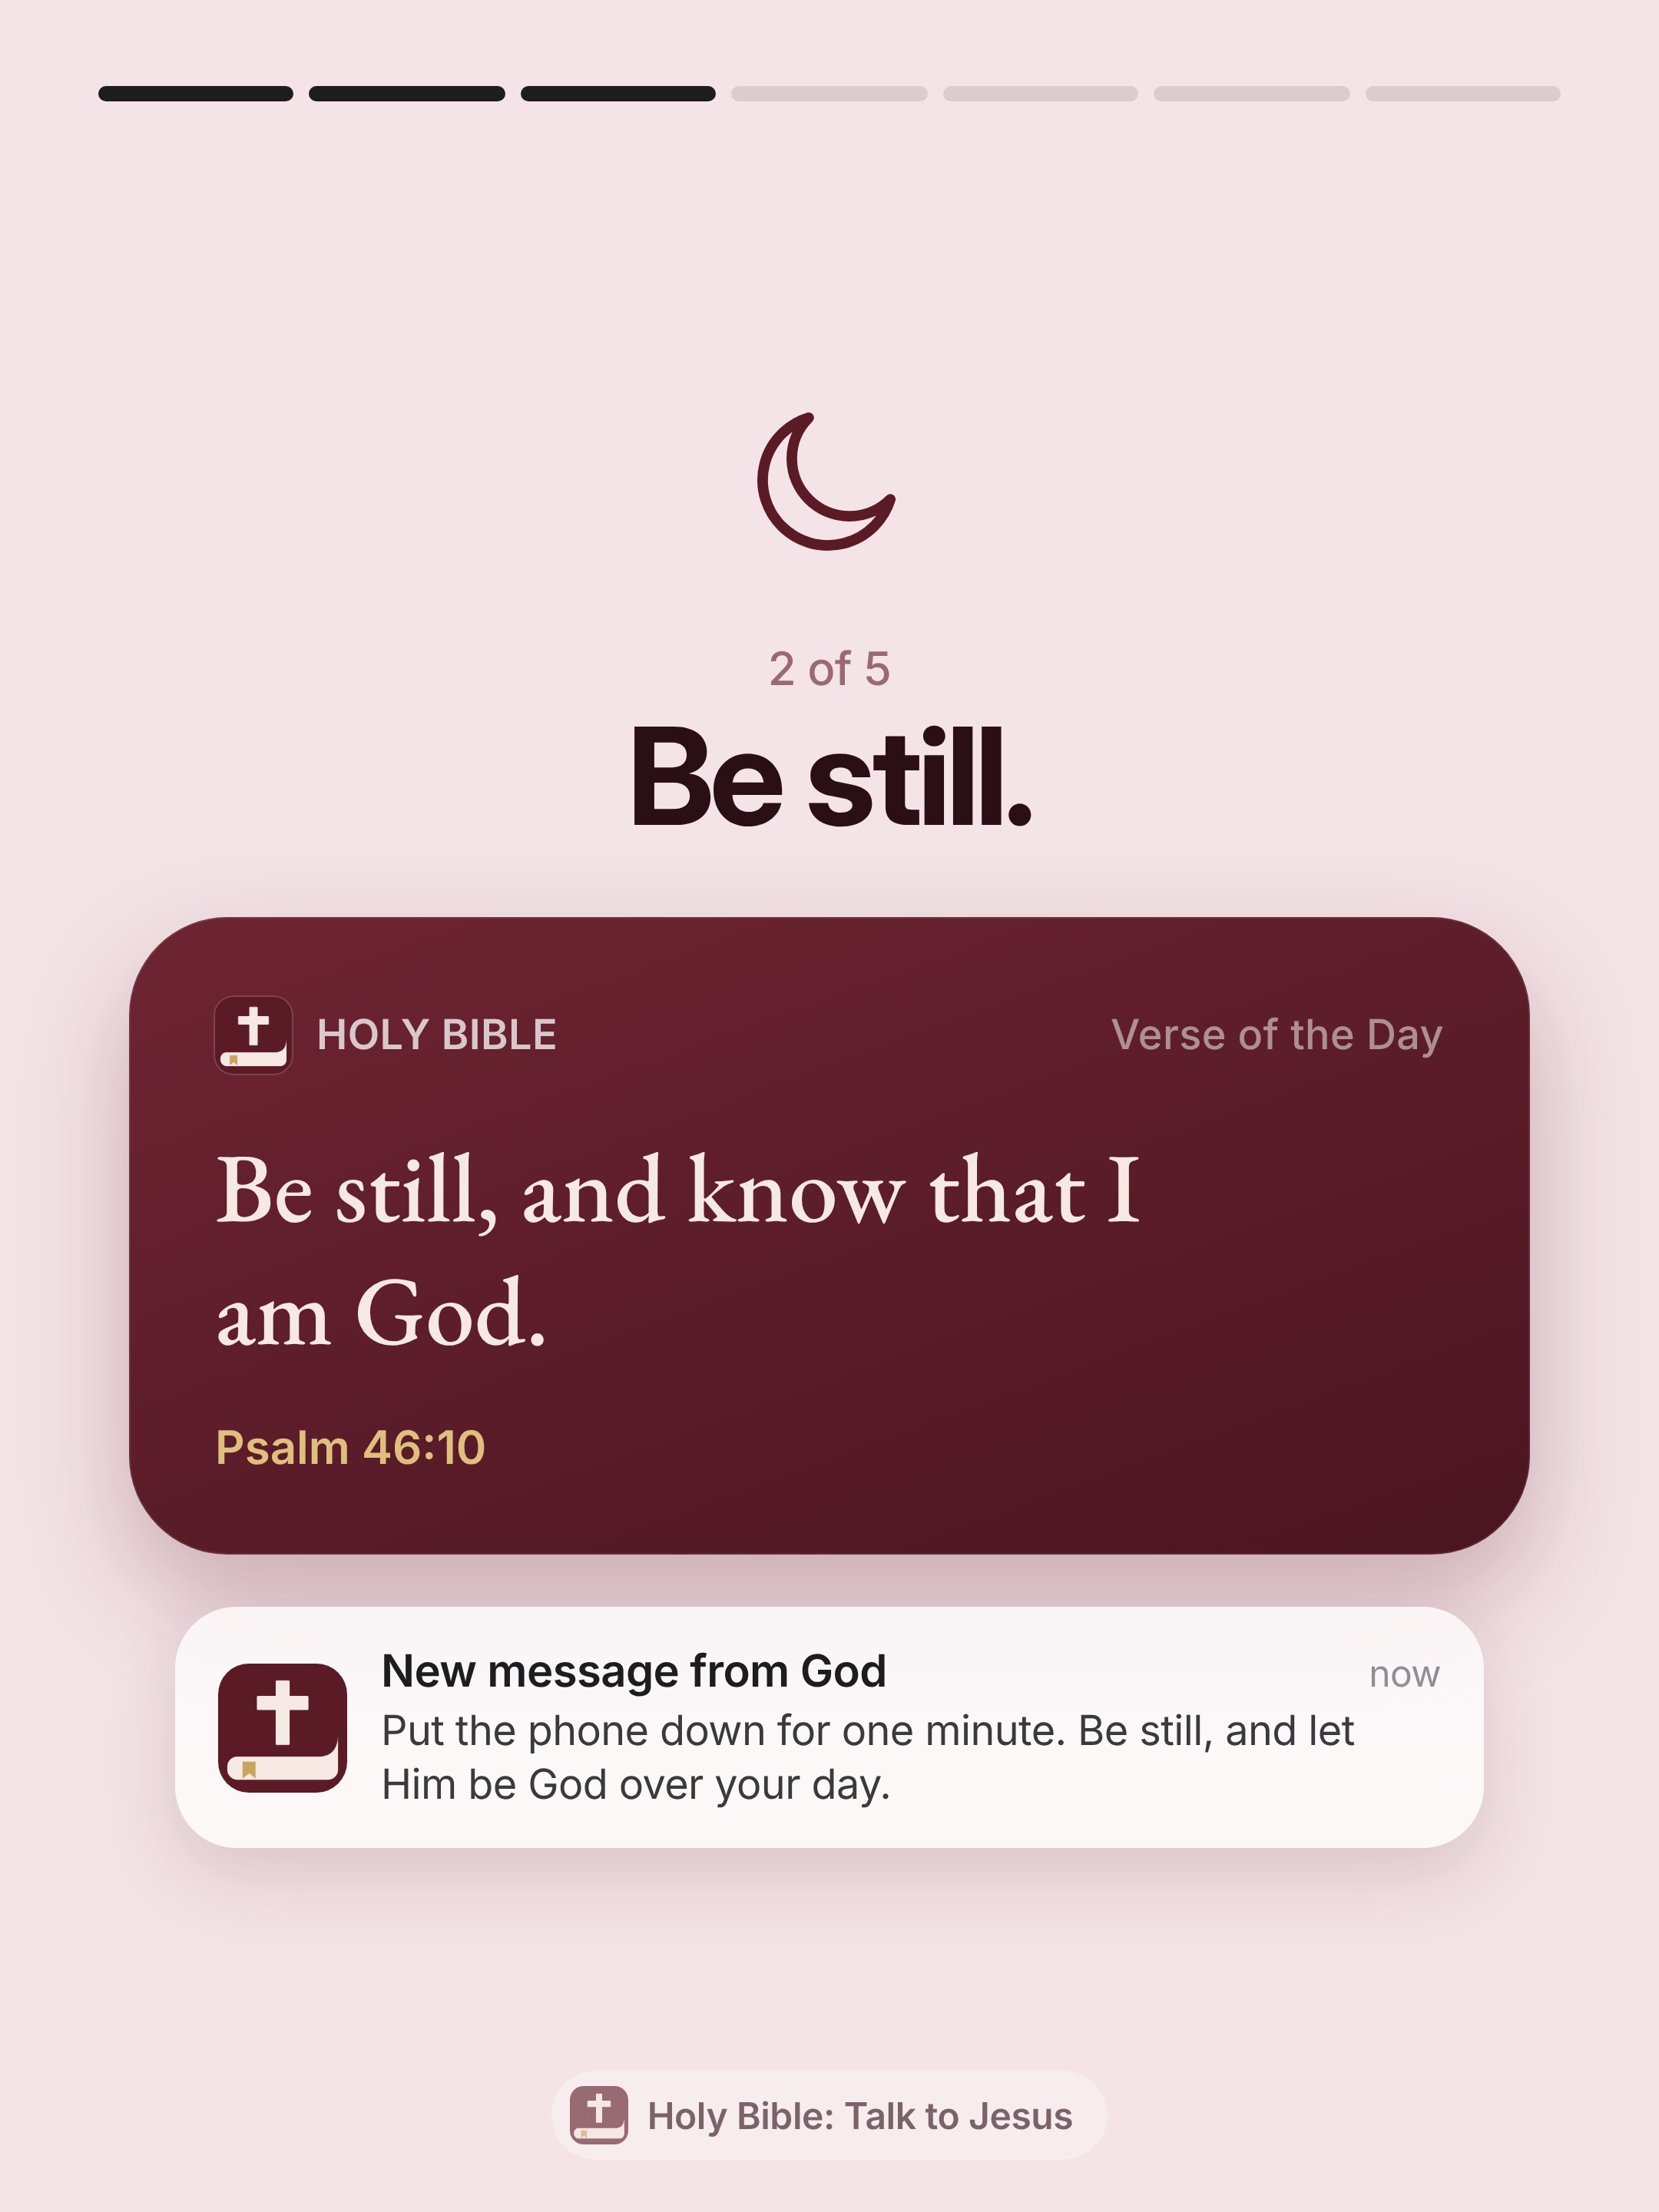 2 of 5
Be still.
HOLY BIBLE
Verse of the Day
Be still, and know that I
am God.
Psalm 46:10
New message from God
now
Put the phone down for one minute. Be still, and let
Him be God over your day.
Holy Bible: Talk to Jesus